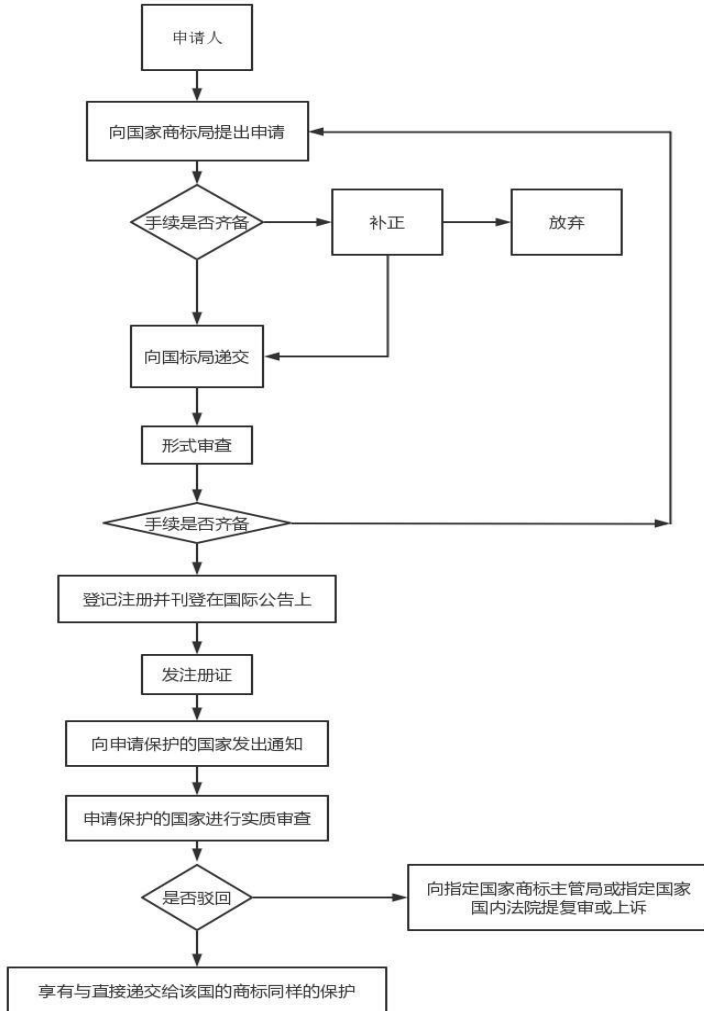 申请人
向国家商标局提出申请
手续是否齐备
补正
放弃
向国标局递交
形式审查
手续是否齐备
登记注册并刊登在国际公告上
发注册证
向申请保护的国家发出通知
申请保护的国家进行实质审查
是否驳回
向指定国家商标主管局或指定国家
国内法院提复审或上诉
享有与直接递交给该国的商标同样的保护